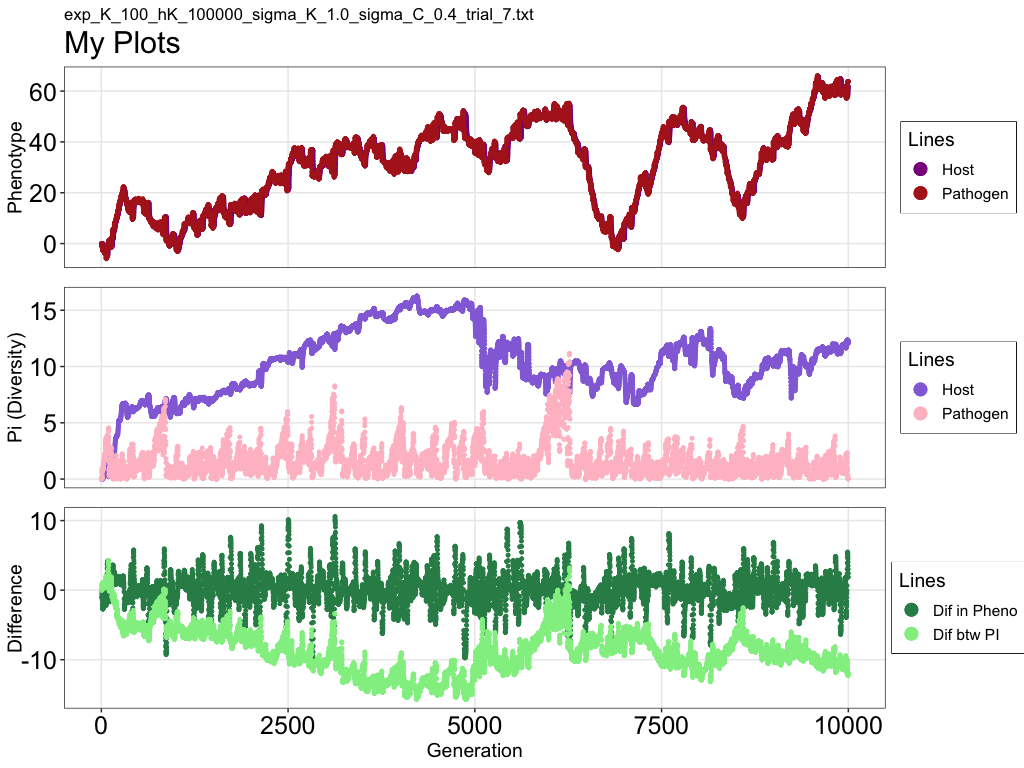 exp_K_100_hK_100000_sigma_K_1.0_sigma_C_0.4_trial_7.txt
My Plots
Phenotype
60
40
20
0
Lines
Host
Pathogen
Pi (Diversity)
15
10
5
0
Lines
Host
Pathogen
Difference
10
0
-10
Lines
Dif in Pheno
Dif btw PI
0 2500 5000 7500 10000
Generation